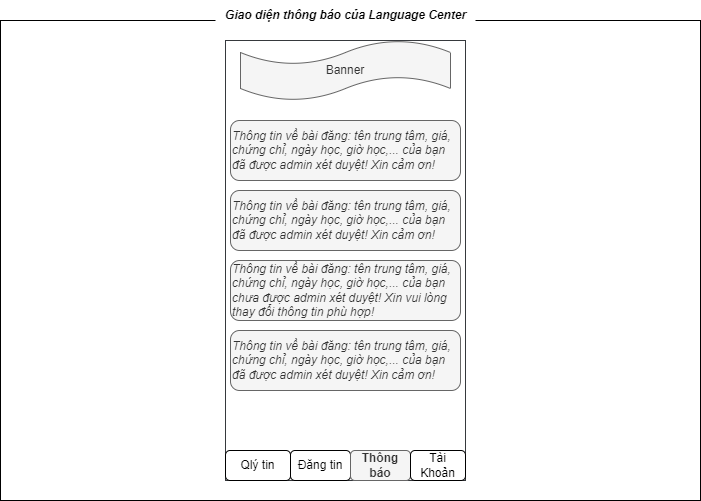 Giao diện thông báo của Language Center
Banner
Thông tin về bài đăng: tên trung tâm, giá,
chứng chỉ, ngày học, giờ học,... của bạn
đã được admin xét duyệt! Xin cảm ơn!
Thông tin về bài đăng: tên trung tâm, giá,
chứng chỉ, ngày học, giờ học,... của bạn
đã được admin xét duyệt! Xin cảm ơn!
Thông tin về bài đăng: tên trung tâm, giá,
chứng chỉ, ngày học, giờ học,... của bạn
chưa được admin xét duyệt! Xin vui lòng
thay đổi thông tin phù hợp!
Thông tin về bài đăng: tên trung tâm, giá,
chứng chỉ, ngày học, giờ học,... của bạn
đã được admin xét duyệt! Xin cảm ơn!
Qlý tin
Đăng tin
Thông
báo
Tài
Khoản